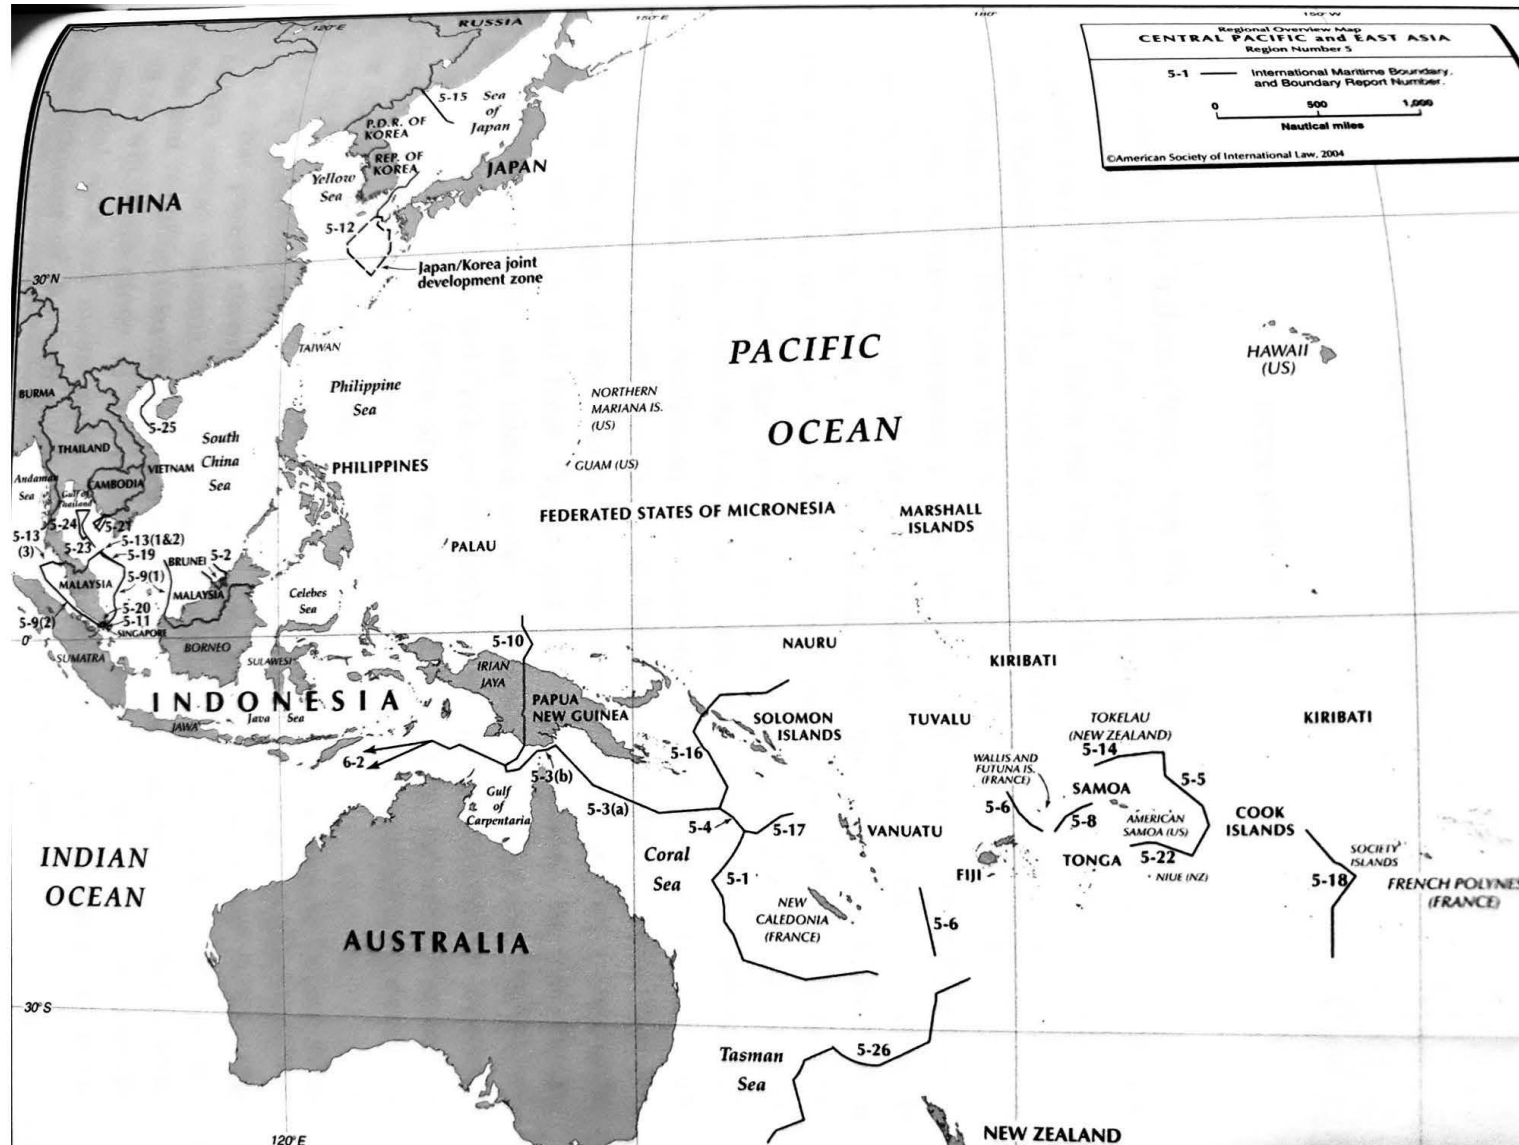 120°E
RUSSIA
150°E
180°
150°W
Regional Overview Map
CENTRAL PACIFIC and EAST ASIA
Region Number 5
5-1
International Maritime Boundary,
and Boundary Report Number.
0
500
1,000
Nautical miles
©American Society of International Law, 2004
5-15
Sea
of
Japan
P.D.R. OF
KOREA
REP. OF
KOREA
JAPAN
Yellow
Sea
CHINA
5-12
Japan/Korea joint
development zone
30°N
TAIWAN
PACIFIC
OCEAN
HAWAII
(US)
Philippine
Sea
NORTHERN
MARIANA IS.
(US)
GUAM (US)
BURMA
5-25
South
China
Sea
THAILAND
VIETNAM
CAMBODIA
PHILIPPINES
Andaman
Sea
Gulf of
Thailand
5-24
5-21
5-13
(3)
5-23
5-13(1&2)
5-19
BRUNEI
5-2
FEDERATED STATES OF MICRONESIA
MARSHALL
ISLANDS
PALAU
MALAYSIA
5-9(1)
MALAYSIA
Celebes
Sea
5-20
5-9(2)
5-11
SINGAPORE
0°
SUMATRA
BORNEO
SULAWESI
5-10
IRIAN
JAYA
NAURU
KIRIBATI
INDONESIA
Java Sea
JAWA
PAPUA
NEW GUINEA
SOLOMON
ISLANDS
TUVALU
TOKELAU
(NEW ZEALAND)
KIRIBATI
6-2
5-3(b)
5-16
WALLIS AND
FUTUNA IS.
(FRANCE)
5-14
5-5
Gulf
of
Carpentaria
5-3(a)
5-4
5-17
5-6
SAMOA
5-8
AMERICAN
SAMOA (US)
COOK
ISLANDS
VANUATU
INDIAN
OCEAN
Coral
Sea
5-1
FIJI
TONGA
5-22
NIUE (NZ)
SOCIETY
ISLANDS
5-18
FRENCH POLYNES
(FRANCE)
NEW
CALEDONIA
(FRANCE)
5-6
AUSTRALIA
30°S
Tasman
Sea
5-26
120°E
NEW ZEALAND